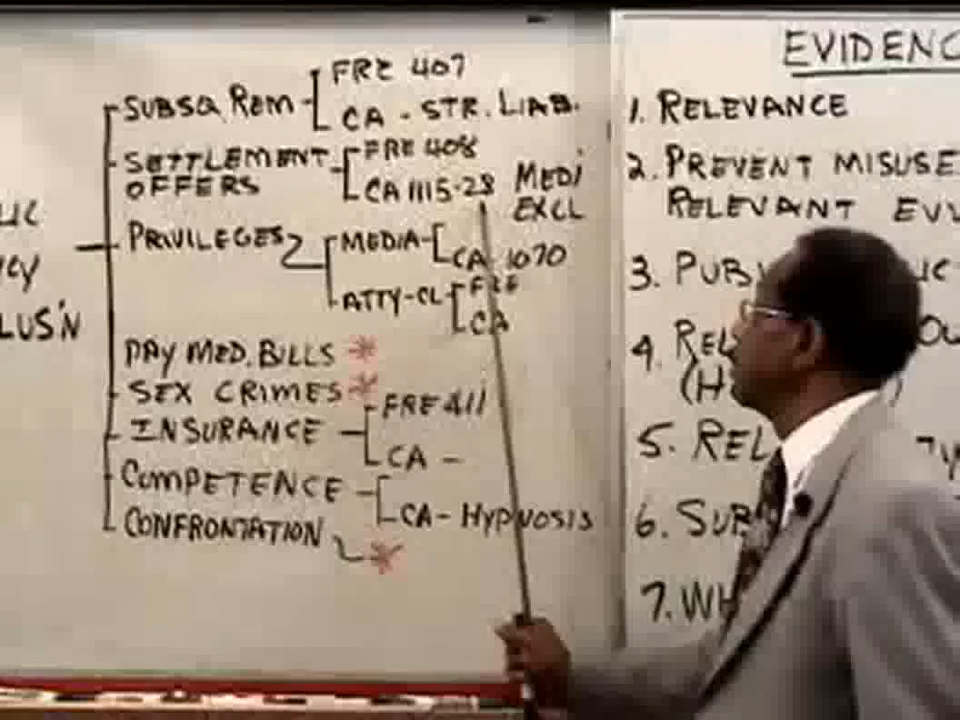 SUBSQ REM
FRE 407
CA - STR. LIAB.
SETTLEMENT OFFERS
FRE 408
CA 1115-28 MEDI EXCL
PRIVILEGES
MEDIA
CA 1070
ATTY-CL
FRE
CA
PAY MED. BILLS *
SEX CRIMES *
INSURANCE
FRE 411
CA -
COMPETENCE
CA - HYPNOSIS
CONFRONTATION *
LUS'N
EVIDENC
1. RELEVANCE
2. PREVENT MISUSE
RELEVANT EV
3. PUB
4. REL
(H
5. REL
6. SUB
7. WH